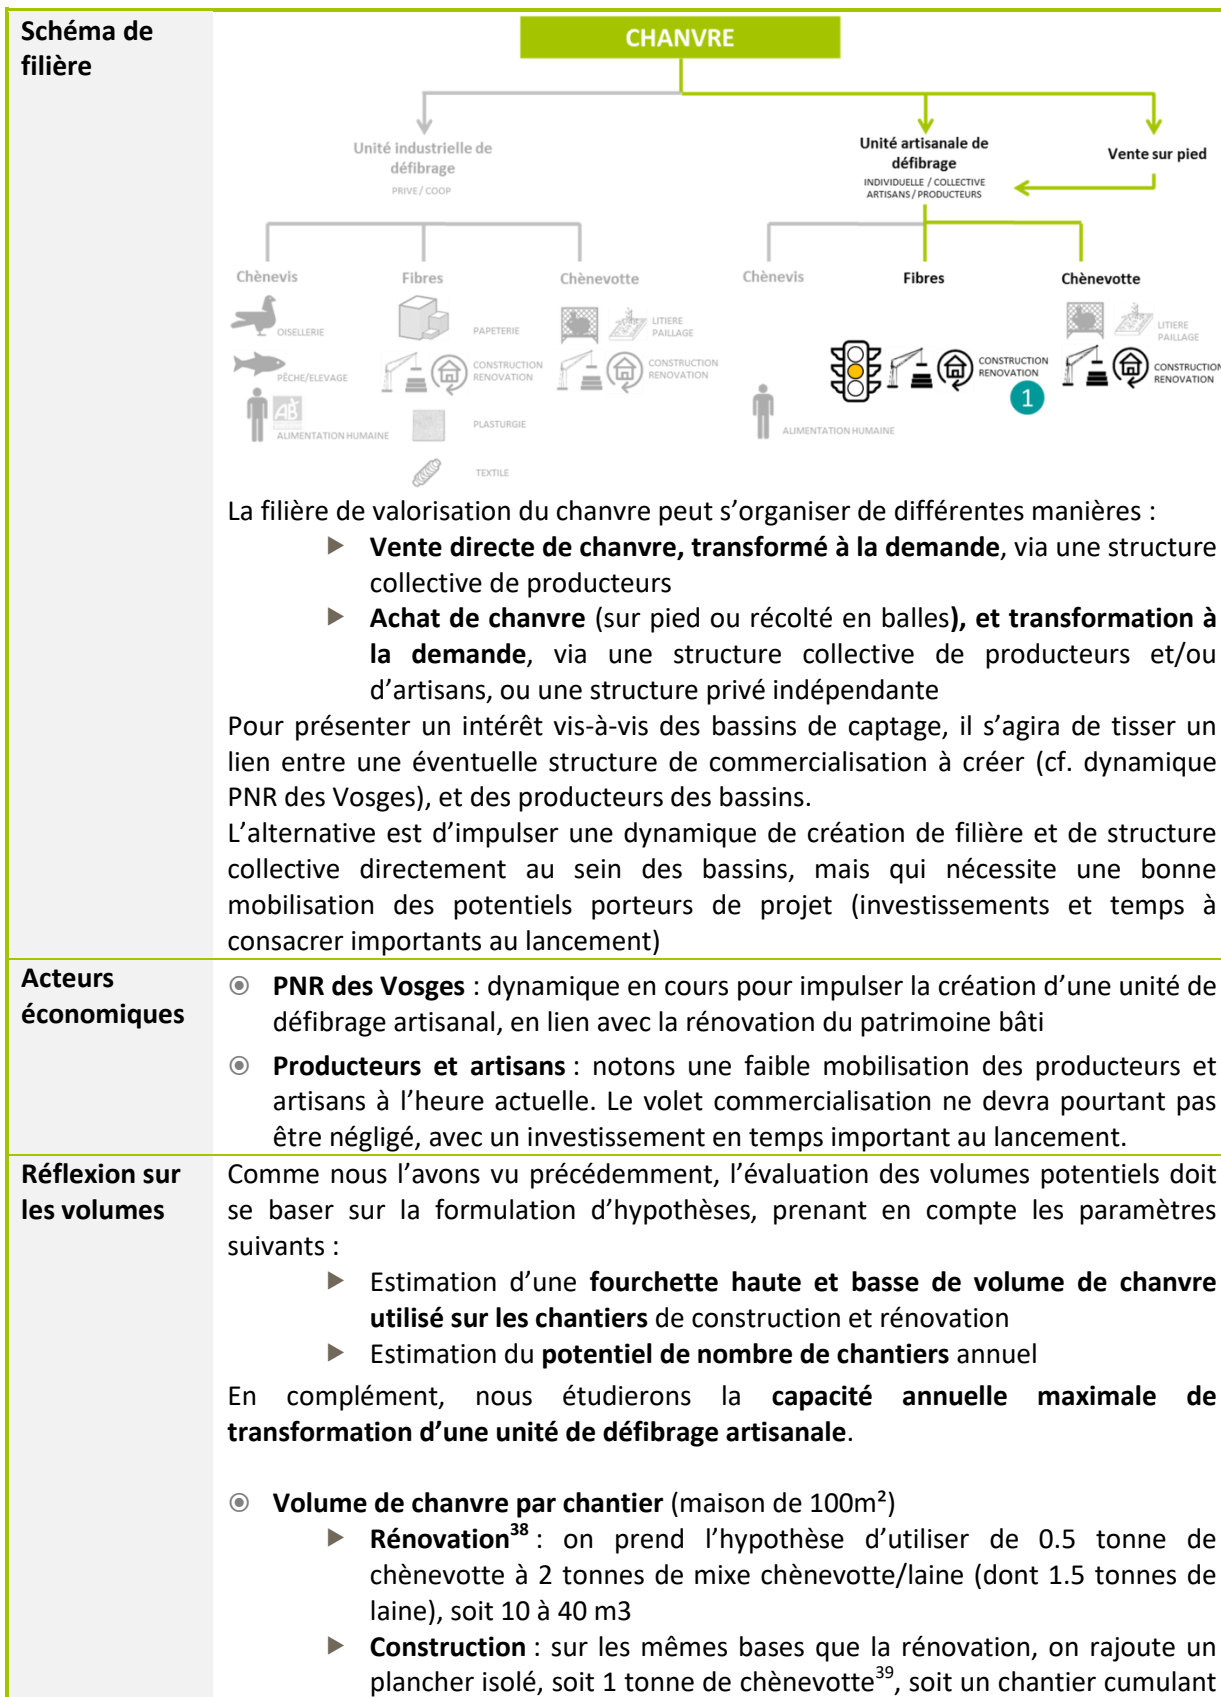 Schéma de
filière
CHANVRE
Unité industrielle de
défibrage
PRIVE / COOP
Unité artisanale de
défibrage
INDIVIDUELLE / COLLECTIVE
ARTISANS / PRODUCTEURS
Vente sur pied
Chènevis
Fibres
Chènevotte
Chènevis
Fibres
Chènevotte
OISELLERIE
PAPETERIE
LITIERE
PAILLAGE
LITIERE
PAILLAGE
PÊCHE/ELEVAGE
CONSTRUCTION
RENOVATION
CONSTRUCTION
RENOVATION
CONSTRUCTION
RENOVATION
1
CONSTRUCTION
RENOVATION
AB
ALIMENTATION HUMAINE
PLASTURGIE
ALIMENTATION HUMAINE
TEXTILE
La filière de valorisation du chanvre peut s’organiser de différentes manières :
Vente directe de chanvre, transformé à la demande, via une structure
collective de producteurs
Achat de chanvre (sur pied ou récolté en balles), et transformation à
la demande, via une structure collective de producteurs et/ou
d’artisans, ou une structure privé indépendante
Pour présenter un intérêt vis-à-vis des bassins de captage, il s’agira de tisser un
lien entre une éventuelle structure de commercialisation à créer (cf. dynamique
PNR des Vosges), et des producteurs des bassins.
L’alternative est d’impulser une dynamique de création de filière et de structure
collective directement au sein des bassins, mais qui nécessite une bonne
mobilisation des potentiels porteurs de projet (investissements et temps à
consacrer importants au lancement)
Acteurs
économiques
PNR des Vosges : dynamique en cours pour impulser la création d’une unité de
défibrage artisanal, en lien avec la rénovation du patrimoine bâti
Producteurs et artisans : notons une faible mobilisation des producteurs et
artisans à l’heure actuelle. Le volet commercialisation ne devra pourtant pas
être négligé, avec un investissement en temps important au lancement.
Réflexion sur
les volumes
Comme nous l’avons vu précédemment, l’évaluation des volumes potentiels doit
se baser sur la formulation d’hypothèses, prenant en compte les paramètres
suivants :
Estimation d’une fourchette haute et basse de volume de chanvre
utilisé sur les chantiers de construction et rénovation
Estimation du potentiel de nombre de chantiers annuel
En complément, nous étudierons la capacité annuelle maximale de
transformation d’une unité de défibrage artisanale.
Volume de chanvre par chantier (maison de 100m²)
Rénovation³⁸ : on prend l’hypothèse d’utiliser de 0.5 tonne de
chènevotte à 2 tonnes de mixe chènevotte/laine (dont 1.5 tonnes de
laine), soit 10 à 40 m3
Construction : sur les mêmes bases que la rénovation, on rajoute un
plancher isolé, soit 1 tonne de chènevotte³⁹, soit un chantier cumulant